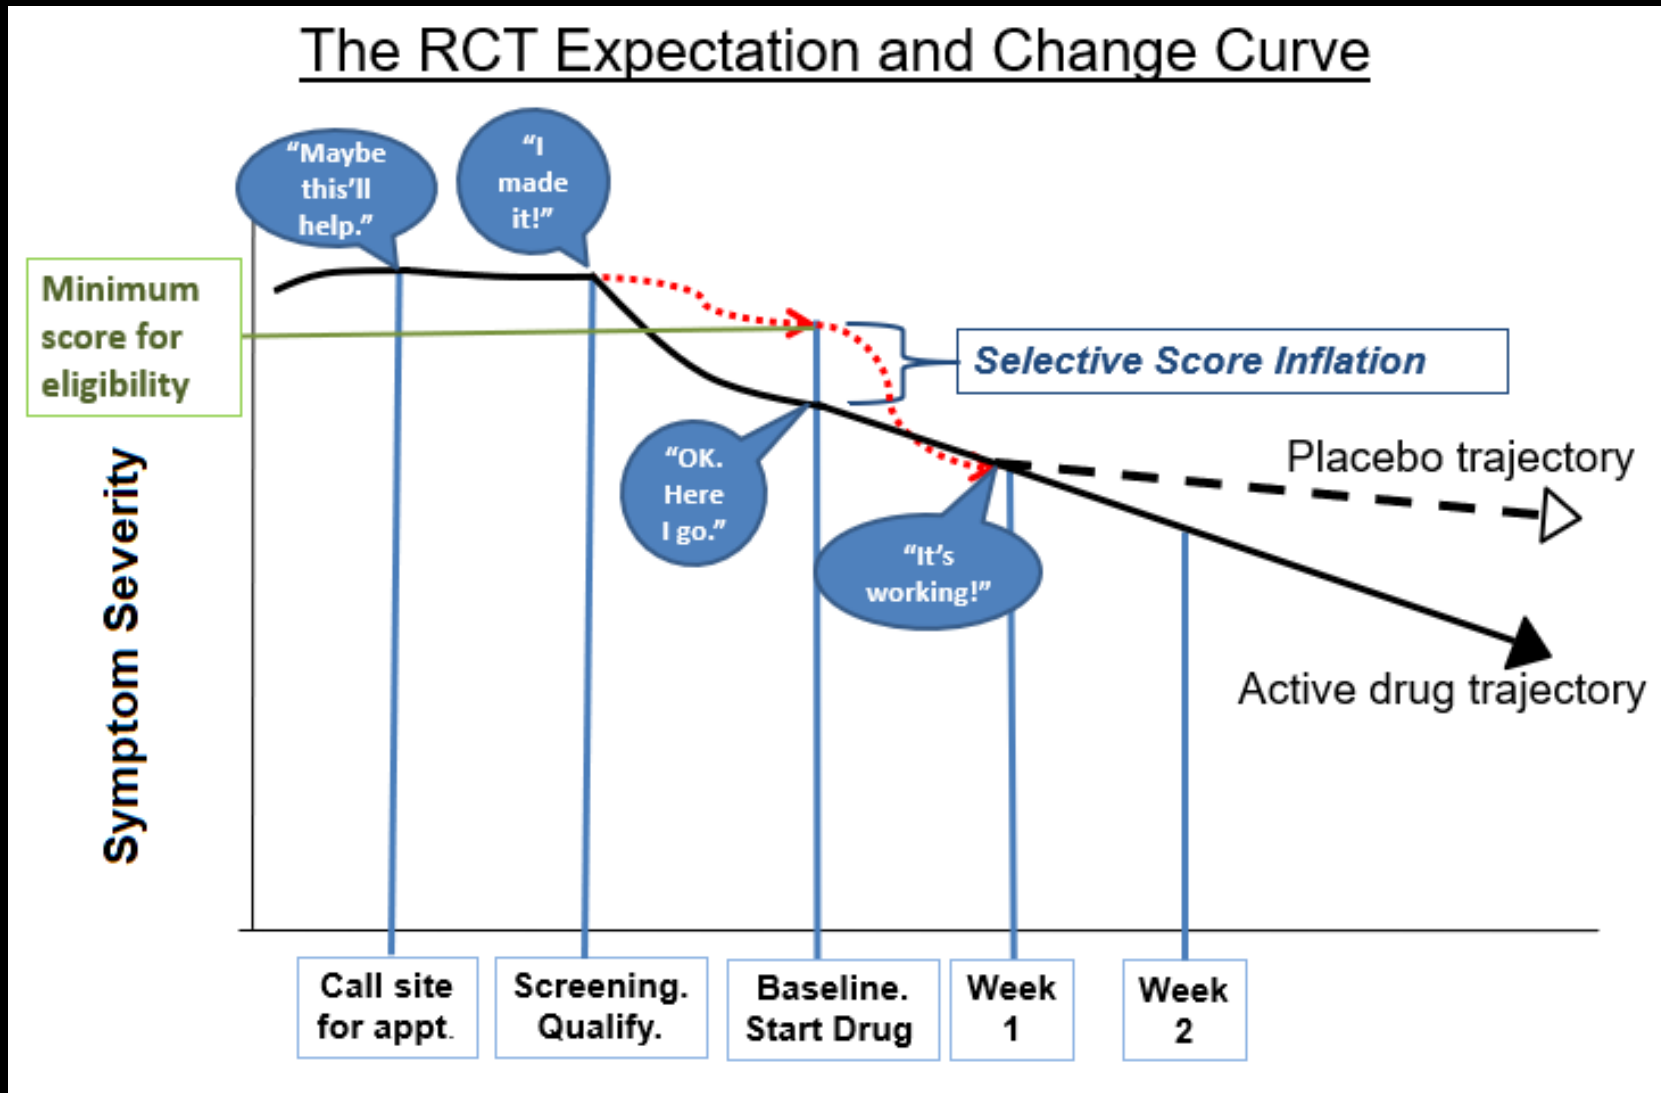 The RCT Expectation and Change Curve
“Maybe
this’ll
help.”
“I
made
it!”
Minimum
score for
eligibility
Selective Score Inflation
“OK.
Here
I go.”
“It’s
working!”
Placebo trajectory
Active drug trajectory
Symptom Severity
Call site
for appt.
Screening.
Qualify.
Baseline.
Start Drug
Week
1
Week
2